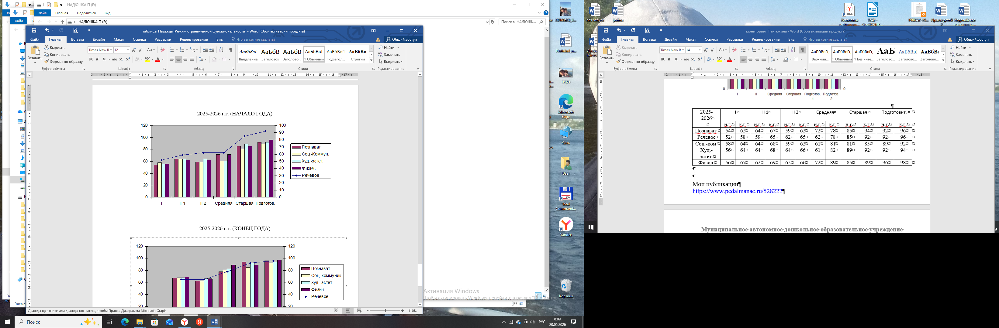 НАДЮШКА П (E:)
Файл Главная Поделиться Вид
НАДЮШКА П (E:)
Поиск в: НАДЮШК...
таблицы Надежда [Режим ограниченной функциональности] - Word (Сбой активации продукта)
Файл Главная Вставка Дизайн Макет Ссылки Рассылки Рецензирование Вид Что вы хотите сделать? Общий доступ
Вставить
Вырезать
Копировать
Формат по образцу
Буфер обмена
Times New R 12
Ж К Ч abc x₂ x²
Шрифт
Абзац
АаБбВвГ АаБбВ АаБбВ АаБбВвГ АаБбВвГ АаБбВв
Выделение Заголовок Заголово... ¶ Обычный Подзагол... Строгий
Стили
Найти
Заменить
Выделить
Редактирование
2025-2026 г.г. (НАЧАЛО ГОДА)
120 100 80 60 40 20 0
100 90 80 70 60 50 40 30 20 10 0
I II 1 II 2 Средняя Старшая Подготов.
Познават.
Соц.-Коммун.
Худ.-эстет.
Физич.
Речевое
2025-2026 г.г. (КОНЕЦ ГОДА)
120 100 80 60 40 20
120 100 80 60 40 20
Познават.
Соц.-коммуник.
Худ.-эстет.
Физич.
Речевое
Дважды щелкните или дважды коснитесь, чтобы Правка Диаграмма Microsoft Graph
110%
Активация Windows
Чтобы активировать Windows, перейдите в раздел "Параметры
20180620_1...
Protokol_n...
ворь
Microsoft Edge
Сеть
User
Total Command...
Yandex
Корзина
Поиск
РУС
8:09
20.05.2026
овз отпуск
jndtns
Установка мобильно...
1546 -
PRIKAZ-73...
Прием детей 2
Ходотайство
мониторинг Пантюхина - Word (Сбой активации продукта)
Файл Главная Вставка Дизайн Макет Ссылки Рассылки Рецензирование Вид Что вы хотите сделать? Общий доступ
Вставить
Вырезать
Копировать
Формат по образцу
Буфер обмена
Times New R 14
Ж К Ч abc x₂ x²
Шрифт
Абзац
АаБбВвГг, АаБбВвГг, АаБбВвГг, АаБ АаБбВв АаБбВı
Верхний... ¶ Обычный ¶ Без инте... Заголово... Заголово... Заголово...
Стили
Найти
Заменить
Выделить
Редактирование
0 0
I II Средняя Старшая Подготов. 1 Подготов. 2
¶
2025-2026¤ I·¤ II·1¤ II·2¤ Средняя¤ Старшая·¤ Подготовит.·¤ ¤
¤ н.г.¤ к.г.¤ н.г.¤ к.г.¤ н.г.¤ к.г.¤ н.г.¤ к.г.¤ н.г.¤ к.г.¤ н.г.¤ к.г.¤ ¤
Познават.¤ 54¤ 62¤ 64¤ 67¤ 59¤ 62¤ 72¤ 78¤ 85¤ 94¤ 92¤ 96¤ ¤
Речевое¤ 52¤ 58¤ 59¤ 65¤ 62¤ 65¤ 62¤ 78¤ 85¤ 92¤ 92¤ 96¤ ¤
Соц.-ком.¤ 58¤ 64¤ 64¤ 68¤ 59¤ 62¤ 61¤ 81¤ 81¤ 85¤ 89¤ 92¤ ¤
Худ.-эстет.¤ 56¤ 64¤ 64¤ 68¤ 64¤ 66¤ 61¤ 82¤ 89¤ 92¤ 92¤ 94¤ ¤
Физич.¤ 56¤ 67¤ 62¤ 69¤ 62¤ 66¤ 72¤ 89¤ 85¤ 89¤ 96¤ 98¤ ¤
¶
¶
Мои·публикации¶
https://www.pedalmanac.ru/528222¶
Муниципальное·автономное·дошкольное·образовательное·учреждение·